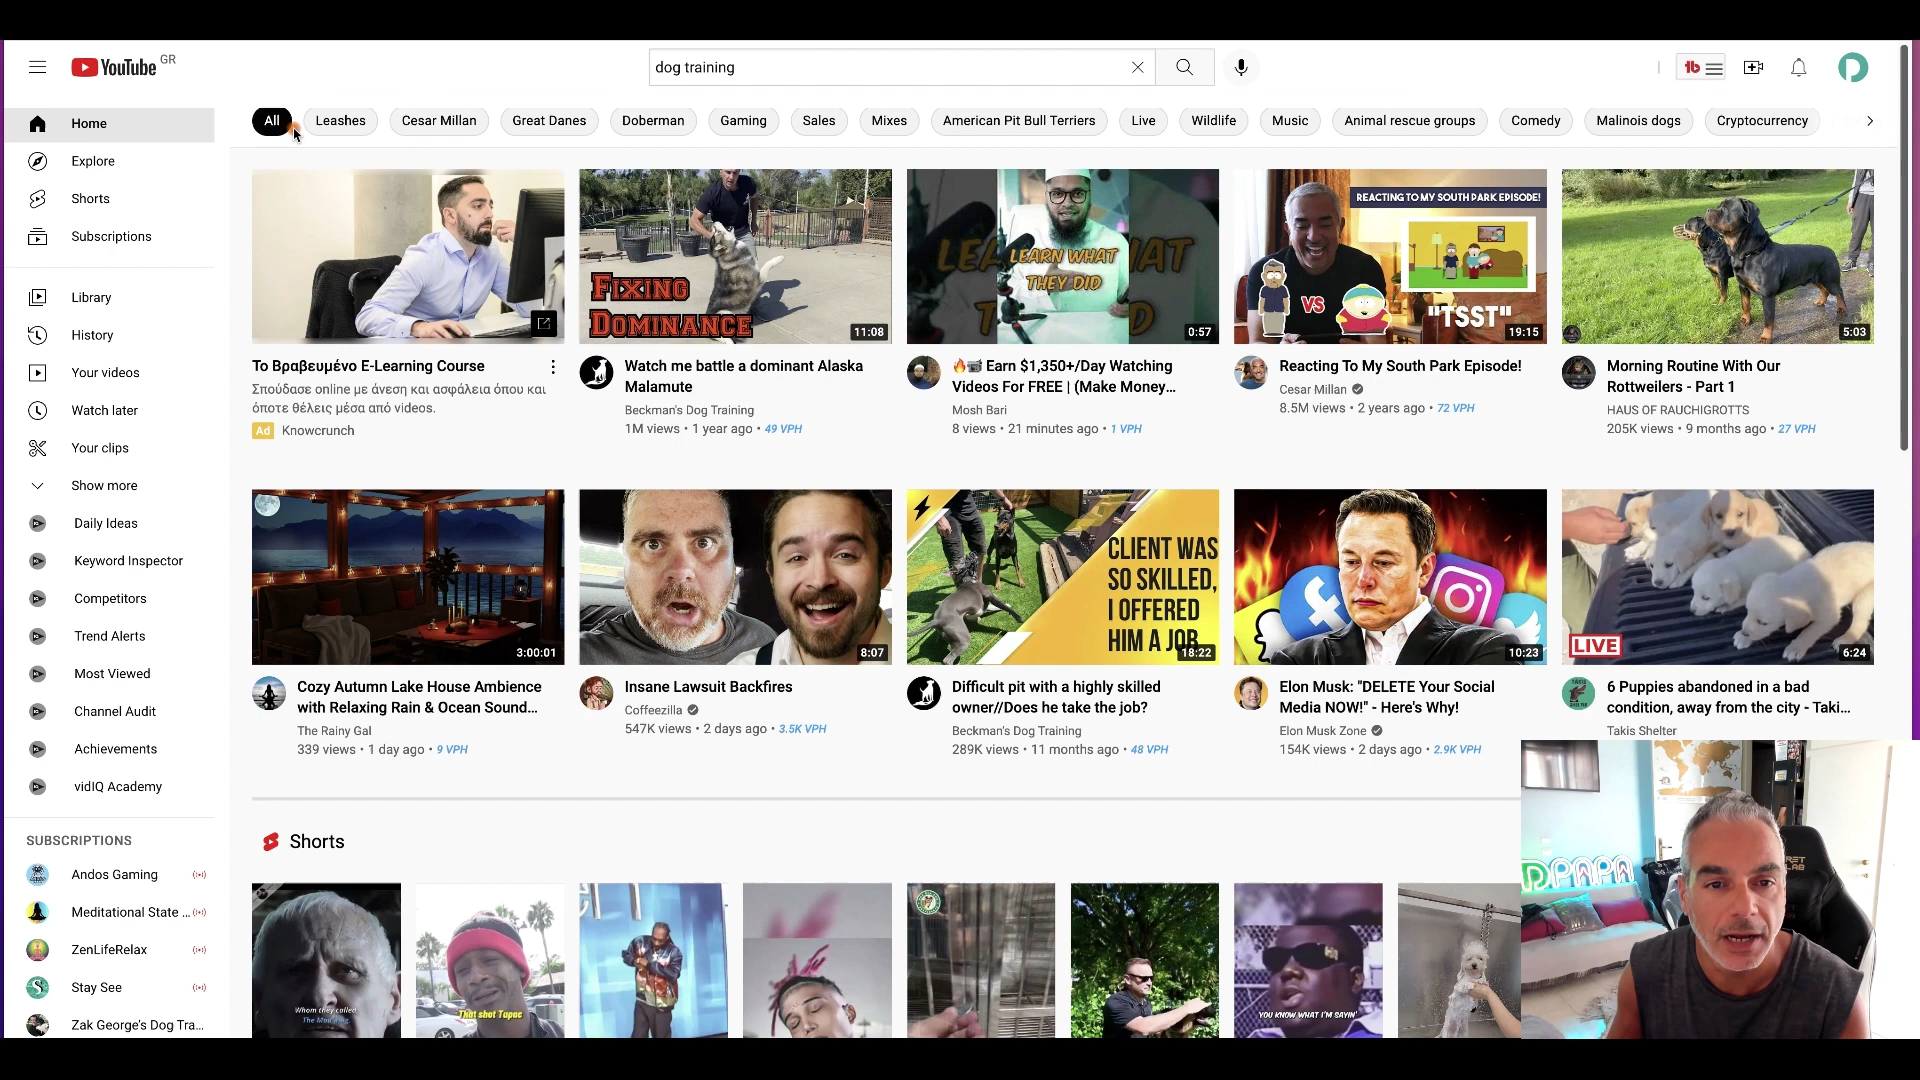 YouTube GR
dog training
Home
Explore
Shorts
Subscriptions
Library
History
Your videos
Watch later
Your clips
Show more
Daily Ideas
Keyword Inspector
Competitors
Trend Alerts
Most Viewed
Channel Audit
Achievements
vidIQ Academy
SUBSCRIPTIONS
Andos Gaming
Meditational State ...
ZenLifeRelax
Stay See
Zak George's Dog Tra...
All Leashes Cesar Millan Great Danes Doberman Gaming Sales Mixes American Pit Bull Terriers Live Wildlife Music Animal rescue groups Comedy Malinois dogs Cryptocurrency
Το Βραβευμένο E-Learning Course
Σπούδασε online με άνεση και ασφάλεια όπου και
όποτε θέλεις μέσα από videos.
Ad Knowcrunch
FIXING
DOMINANCE
11:08
Watch me battle a dominant Alaska
Malamute
Beckman's Dog Training
1M views • 1 year ago • 49 VPH
LEARN WHAT
THEY DID
0:57
🔥📹 Earn $1,350+/Day Watching
Videos For FREE | (Make Money...
Mosh Bari
8 views • 21 minutes ago • 1 VPH
REACTING TO MY SOUTH PARK EPISODE!
VS
"TSST"
19:15
Reacting To My South Park Episode!
Cesar Millan
8.5M views • 2 years ago • 72 VPH
5:03
Morning Routine With Our
Rottweilers - Part 1
HAUS OF RAUCHIGROTTS
205K views • 9 months ago • 27 VPH
3:00:01
Cozy Autumn Lake House Ambience
with Relaxing Rain & Ocean Sound...
The Rainy Gal
339 views • 1 day ago • 9 VPH
8:07
Insane Lawsuit Backfires
Coffeezilla
547K views • 2 days ago • 3.5K VPH
CLIENT WAS
SO SKILLED,
I OFFERED
HIM A JOB
18:22
Difficult pit with a highly skilled
owner//Does he take the job?
Beckman's Dog Training
289K views • 11 months ago • 48 VPH
10:23
Elon Musk: "DELETE Your Social
Media NOW!" - Here's Why!
Elon Musk Zone
154K views • 2 days ago • 2.9K VPH
LIVE
6:24
6 Puppies abandoned in a bad
condition, away from the city - Taki...
Takis Shelter
Shorts
Whom they called
The Man
That shot Tupac
YOU KNOW WHAT I'M SAYIN'
DPAPA